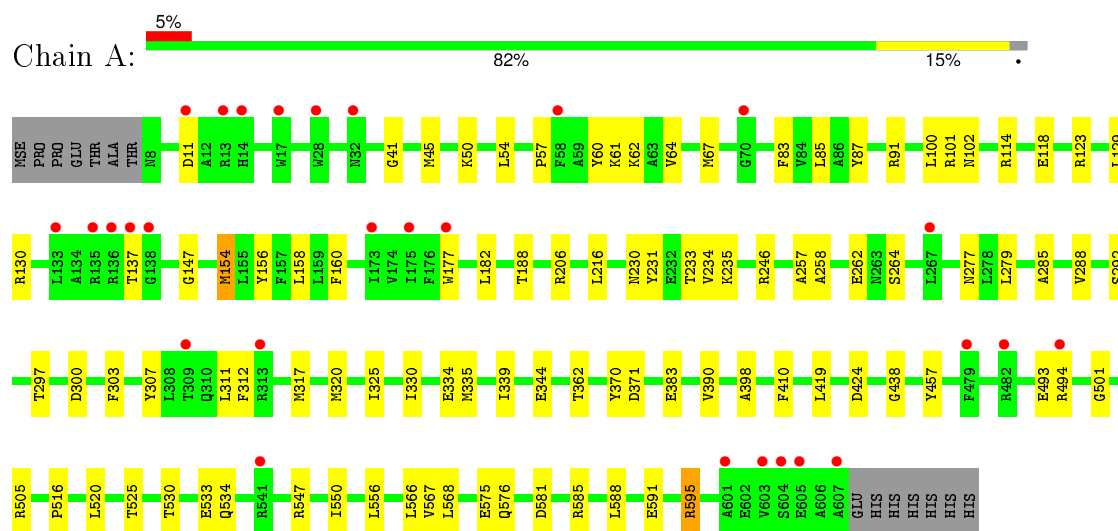 5%
Chain A:
82% 15% •
MSE PRO PRO GLU THR ALA THR N8 D11 A12 R13 H14 W17 W28 N32 G41 M45 K50 L54 P57 F58 A59 Y60 K61 K62 A63 V64 M67 G70 F83 V84 L85 A86 Y87 R91 L100 R101 N102 R114 E118 R123 L129
R130 L133 A134 R135 R136 T137 G138 G147 M154 L155 Y156 F157 L158 L159 F160 I173 V174 I175 F176 W177 L182 T188 R206 L216 N230 Y231 E232 T233 V234 K235 R246 A257 A258 E262 N263 S264 L267 N277 L278 L279 A285 V288 S292
T297 D300 F303 Y307 L308 T309 Q310 L311 F312 R313 M317 M320 I325 I330 E334 M335 I339 E344 T362 Y370 D371 E383 V390 A398 F410 L419 D424 G438 Y457 F479 R482 E493 R494 G501
R505 P516 L520 T525 T530 E533 Q534 R541 R547 I550 L556 L566 V567 L568 E575 Q576 D581 R585 L588 E591 R595 A601 E602 V603 S604 E605 A606 A607 GLU HIS HIS HIS HIS HIS HIS